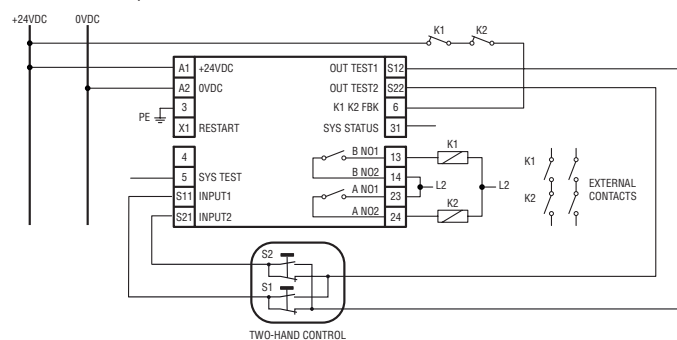 +24VDC 0VDC
K1 K2
A1 +24VDC OUT TEST1 S12
A2 0VDC OUT TEST2 S22
PE 3 K1 K2 FBK 6
X1 RESTART SYS STATUS 31
4 B NO1 13 K1
5 SYS TEST B NO2 14
S11 INPUT1 A NO1 23
S21 INPUT2 A NO2 24 K2
L2 L2
K1
K2
EXTERNAL
CONTACTS
S2
S1
TWO-HAND CONTROL